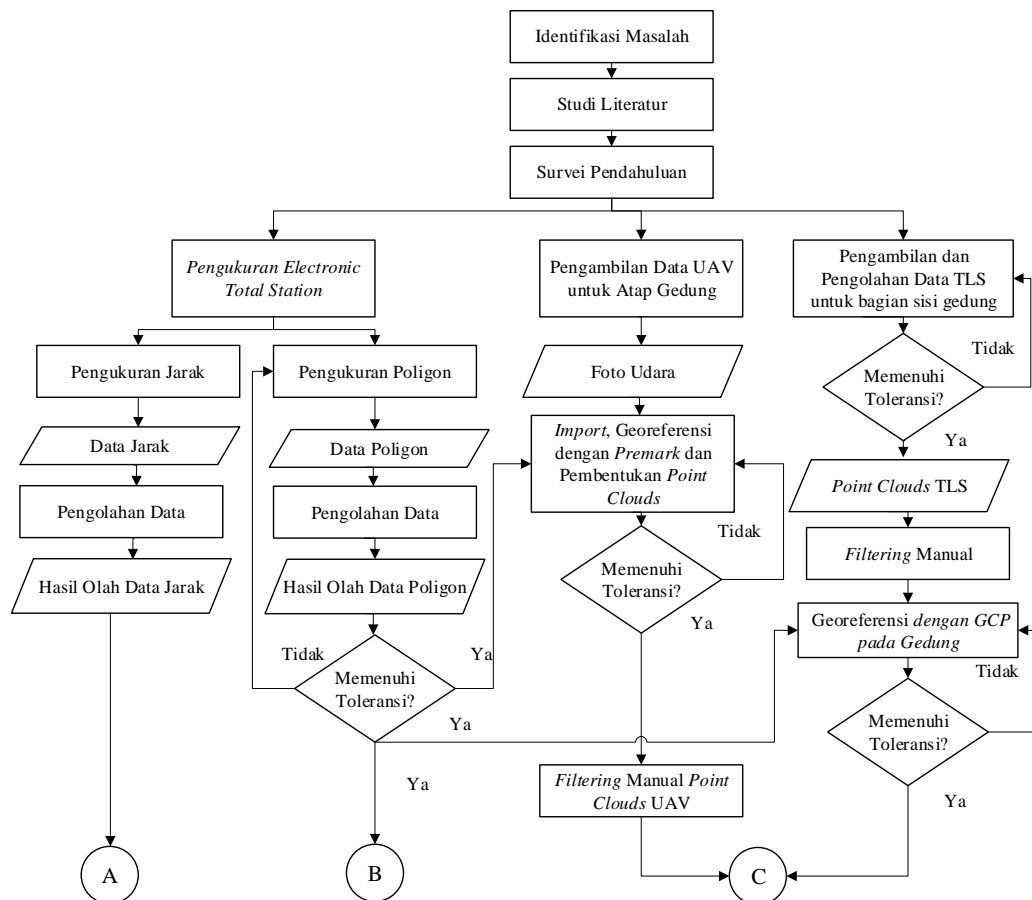 Identifikasi Masalah
Studi Literatur
Survei Pendahuluan
Pengukuran Electronic
Total Station
Pengambilan Data UAV
untuk Atap Gedung
Pengambilan dan
Pengolahan Data TLS
untuk bagian sisi gedung
Pengukuran Jarak
Pengukuran Poligon
Foto Udara
Memenuhi
Toleransi?
Tidak
Ya
Data Jarak
Data Poligon
Import, Georeferensi
dengan Premark dan
Pembentukan Point
Clouds
Point Clouds TLS
Pengolahan Data
Pengolahan Data
Tidak
Filtering Manual
Hasil Olah Data Jarak
Hasil Olah Data Poligon
Memenuhi
Toleransi?
Ya
Georeferensi dengan GCP
pada Gedung
Tidak
Tidak
Ya
Memenuhi
Toleransi?
Ya
Ya
Memenuhi
Toleransi?
Ya
Filtering Manual Point
Clouds UAV
A
B
C